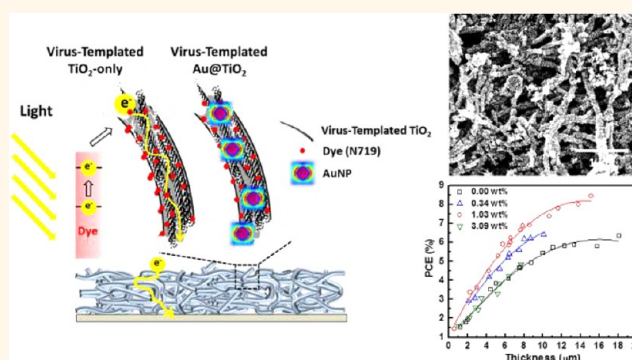 Virus-Templated
TiO₂-only
Virus-Templated
Au@TiO₂
Light
e⁻
Virus-Templated TiO₂
Dye (N719)
AuNP
e⁻
e⁻
Dye
e⁻
PCE (%)
9
8
7
6
5
4
3
2
1
0
0.00 wt%
0.34 wt%
1.03 wt%
3.09 wt%
0 2 4 6 8 10 12 14 16 18
Thickness (μm)